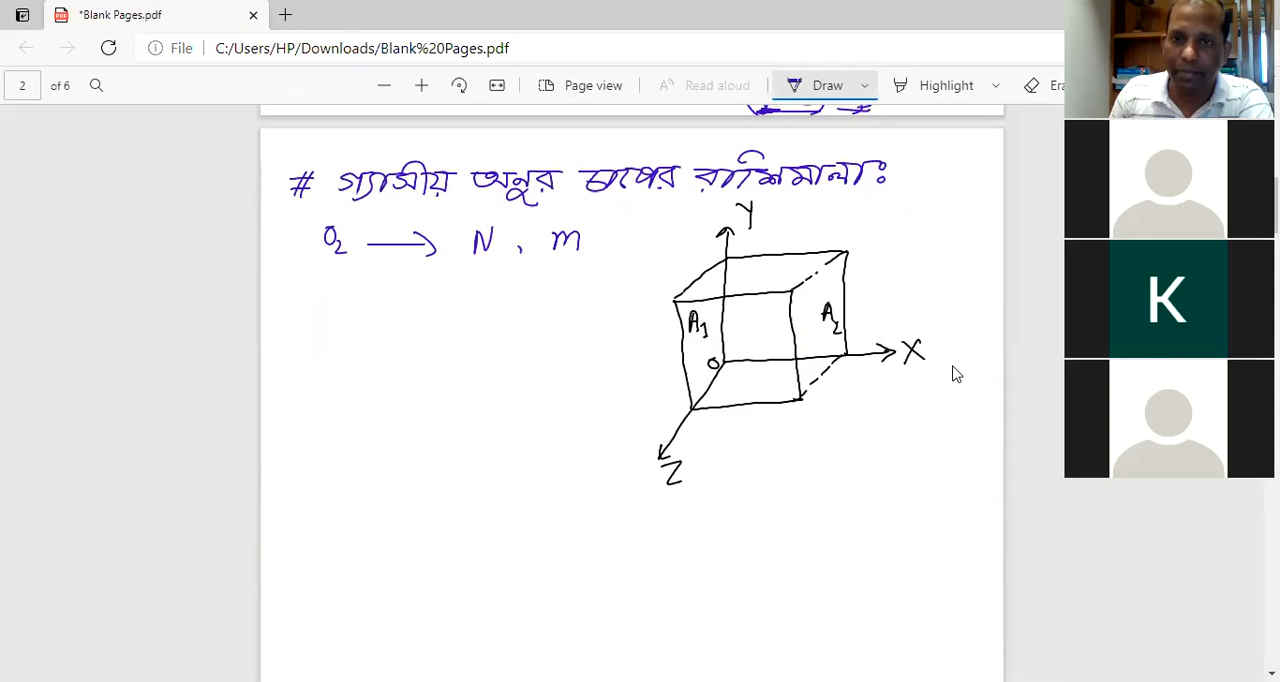 *Blank Pages.pdf
File C:/Users/HP/Downloads/Blank%20Pages.pdf
2 of 6 Page view Read aloud Draw Highlight Era
# গ্যাসীয় অনুর চাপের রাশিমালাঃ
O₂ ⟶ N , m
Y
A₁ A₂
O X
Z
K